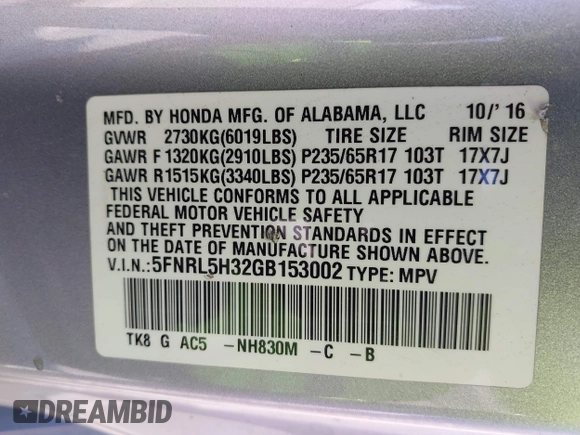 MFD. BY HONDA MFG. OF ALABAMA, LLC 10/' 16
GVWR 2730KG(6019LBS) TIRE SIZE RIM SIZE
GAWR F 1320KG(2910LBS) P235/65R17 103T 17X7J
GAWR R 1515KG(3340LBS) P235/65R17 103T 17X7J
THIS VEHICLE CONFORMS TO ALL APPLICABLE
FEDERAL MOTOR VEHICLE SAFETY
AND THEFT PREVENTION STANDARDS IN EFFECT
ON THE DATE OF MANUFACTURE SHOWN ABOVE.
V.I.N.: 5FNRL5H32GB153002 TYPE: MPV
TK8 G AC5 -NH830M -C -B
DREAMBID